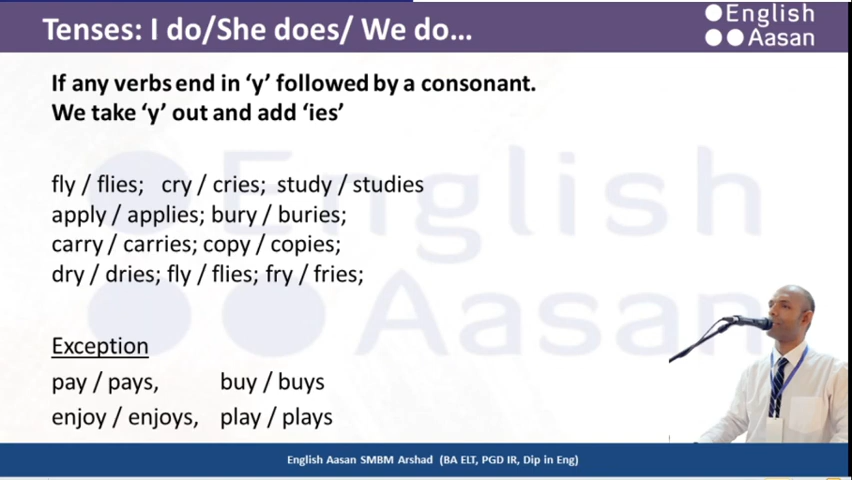 Tenses: I do/She does/ We do...
English
Aasan
If any verbs end in ‘y’ followed by a consonant.
We take ‘y’ out and add ‘ies’
fly / flies; cry / cries; study / studies
apply / applies; bury / buries;
carry / carries; copy / copies;
dry / dries; fly / flies; fry / fries;
Exception
pay / pays, buy / buys
enjoy / enjoys, play / plays
English
Aasan
English Aasan SMBM Arshad (BA ELT, PGD IR, Dip in Eng)